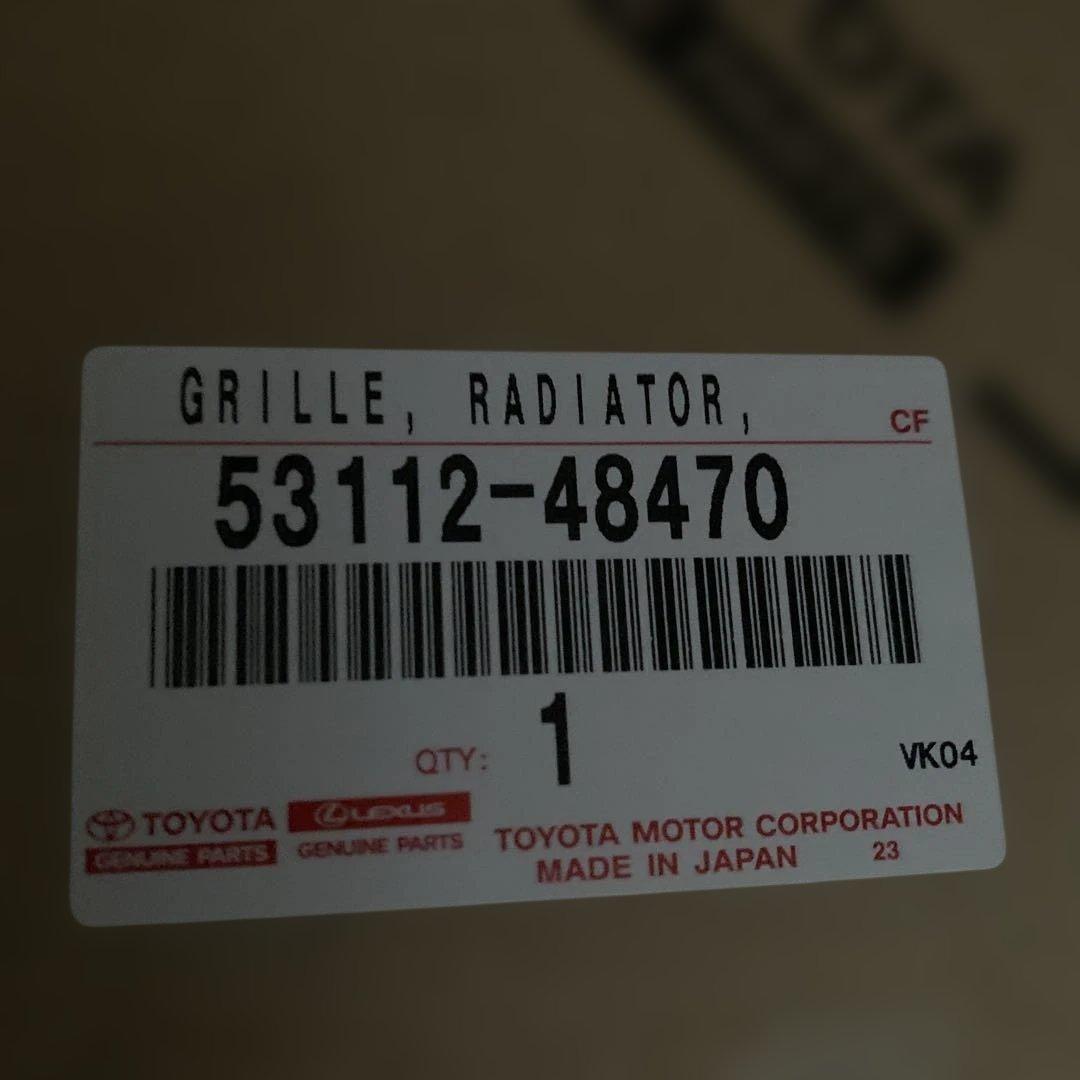 OTA
GRILLE, RADIATOR,
CF
53112-48470
QTY: 1
VK04
TOYOTA
GENUINE PARTS
LEXUS
GENUINE PARTS
TOYOTA MOTOR CORPORATION
MADE IN JAPAN 23